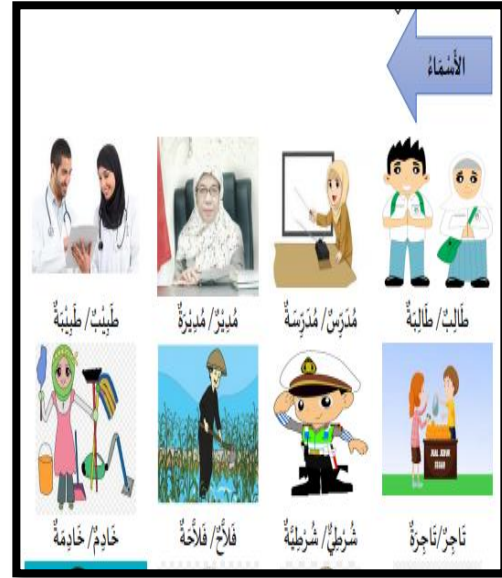 الأَسْمَاءُ
طَالِبٌ/ طَالِبَةٌ
مُدَرِّسٌ/ مُدَرِّسَةٌ
مُدِيْرٌ/ مُدِيْرَةٌ
طَبِيْبٌ/ طَبِيْبَةٌ
تَاجِرٌ/ تَاجِرَةٌ
شُرْطِيٌّ/ شُرْطِيَّةٌ
فَلَّاحٌ/ فَلَّاحَةٌ
خَادِمٌ/ خَادِمَةٌ